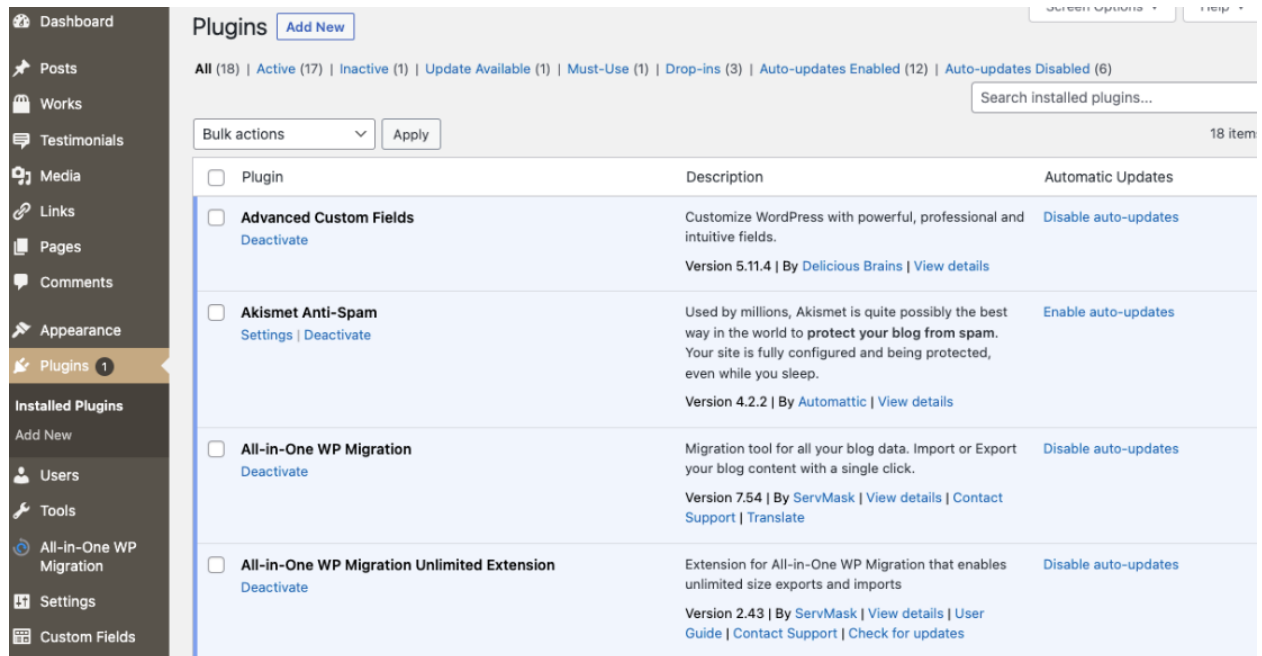 Dashboard
Posts
Works
Testimonials
Media
Links
Pages
Comments
Appearance
Plugins 1
Installed Plugins
Add New
Users
Tools
All-in-One WP
Migration
Settings
Custom Fields
Screen Options
Help
Plugins Add New
All (18) | Active (17) | Inactive (1) | Update Available (1) | Must-Use (1) | Drop-ins (3) | Auto-updates Enabled (12) | Auto-updates Disabled (6)
Search installed plugins...
Bulk actions Apply
18 items
Plugin Description Automatic Updates
Advanced Custom Fields
Deactivate
Customize WordPress with powerful, professional and
intuitive fields.
Version 5.11.4 | By Delicious Brains | View details
Disable auto-updates
Akismet Anti-Spam
Settings | Deactivate
Used by millions, Akismet is quite possibly the best
way in the world to protect your blog from spam.
Your site is fully configured and being protected,
even while you sleep.
Version 4.2.2 | By Automattic | View details
Enable auto-updates
All-in-One WP Migration
Deactivate
Migration tool for all your blog data. Import or Export
your blog content with a single click.
Version 7.54 | By ServMask | View details | Contact
Support | Translate
Disable auto-updates
All-in-One WP Migration Unlimited Extension
Deactivate
Extension for All-in-One WP Migration that enables
unlimited size exports and imports
Version 2.43 | By ServMask | View details | User
Guide | Contact Support | Check for updates
Disable auto-updates